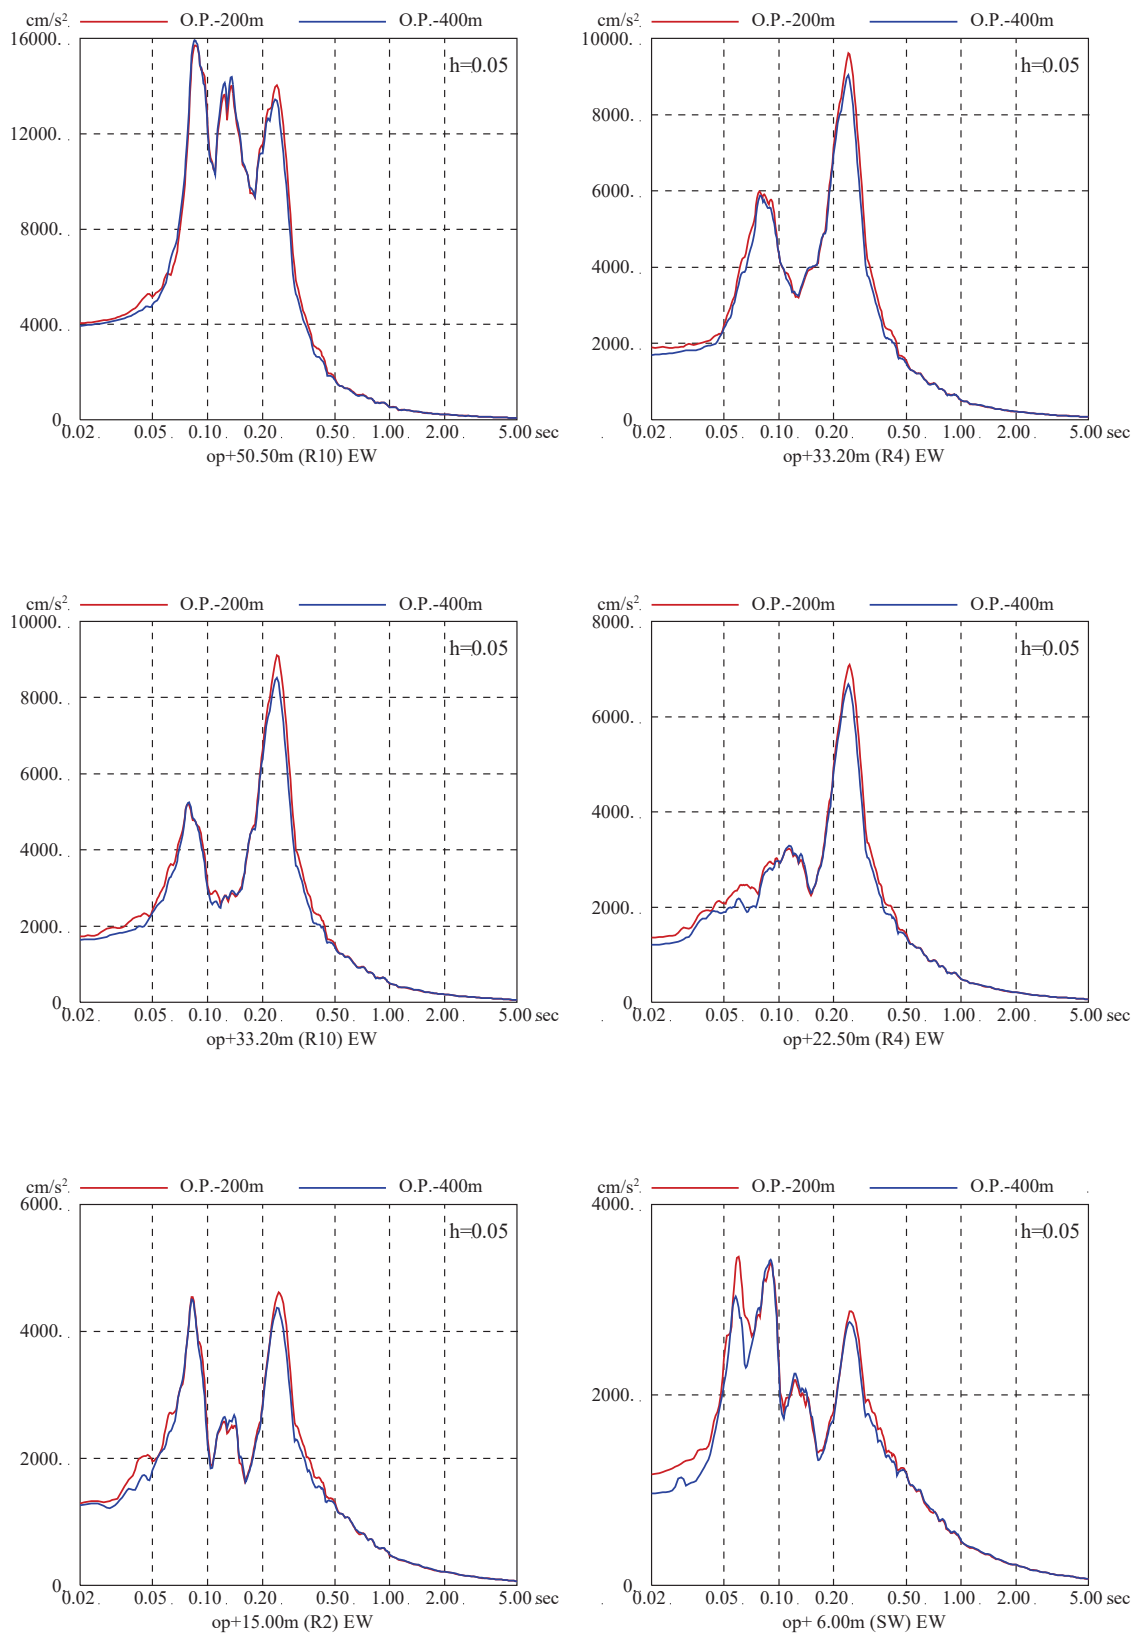 cm/s² O.P.-200m O.P.-400m
16000.
h=0.05
12000.
8000.
4000.
0.
0.02 0.05 0.10 0.20 0.50 1.00 2.00 5.00 sec
op+50.50m (R10) EW
cm/s² O.P.-200m O.P.-400m
10000.
h=0.05
8000.
6000.
4000.
2000.
0.
0.02 0.05 0.10 0.20 0.50 1.00 2.00 5.00 sec
op+33.20m (R4) EW
cm/s² O.P.-200m O.P.-400m
10000.
h=0.05
8000.
6000.
4000.
2000.
0.
0.02 0.05 0.10 0.20 0.50 1.00 2.00 5.00 sec
op+33.20m (R10) EW
cm/s² O.P.-200m O.P.-400m
8000.
h=0.05
6000.
4000.
2000.
0.
0.02 0.05 0.10 0.20 0.50 1.00 2.00 5.00 sec
op+22.50m (R4) EW
cm/s² O.P.-200m O.P.-400m
6000.
h=0.05
4000.
2000.
0.
0.02 0.05 0.10 0.20 0.50 1.00 2.00 5.00 sec
op+15.00m (R2) EW
cm/s² O.P.-200m O.P.-400m
4000.
h=0.05
2000.
0.
0.02 0.05 0.10 0.20 0.50 1.00 2.00 5.00 sec
op+ 6.00m (SW) EW